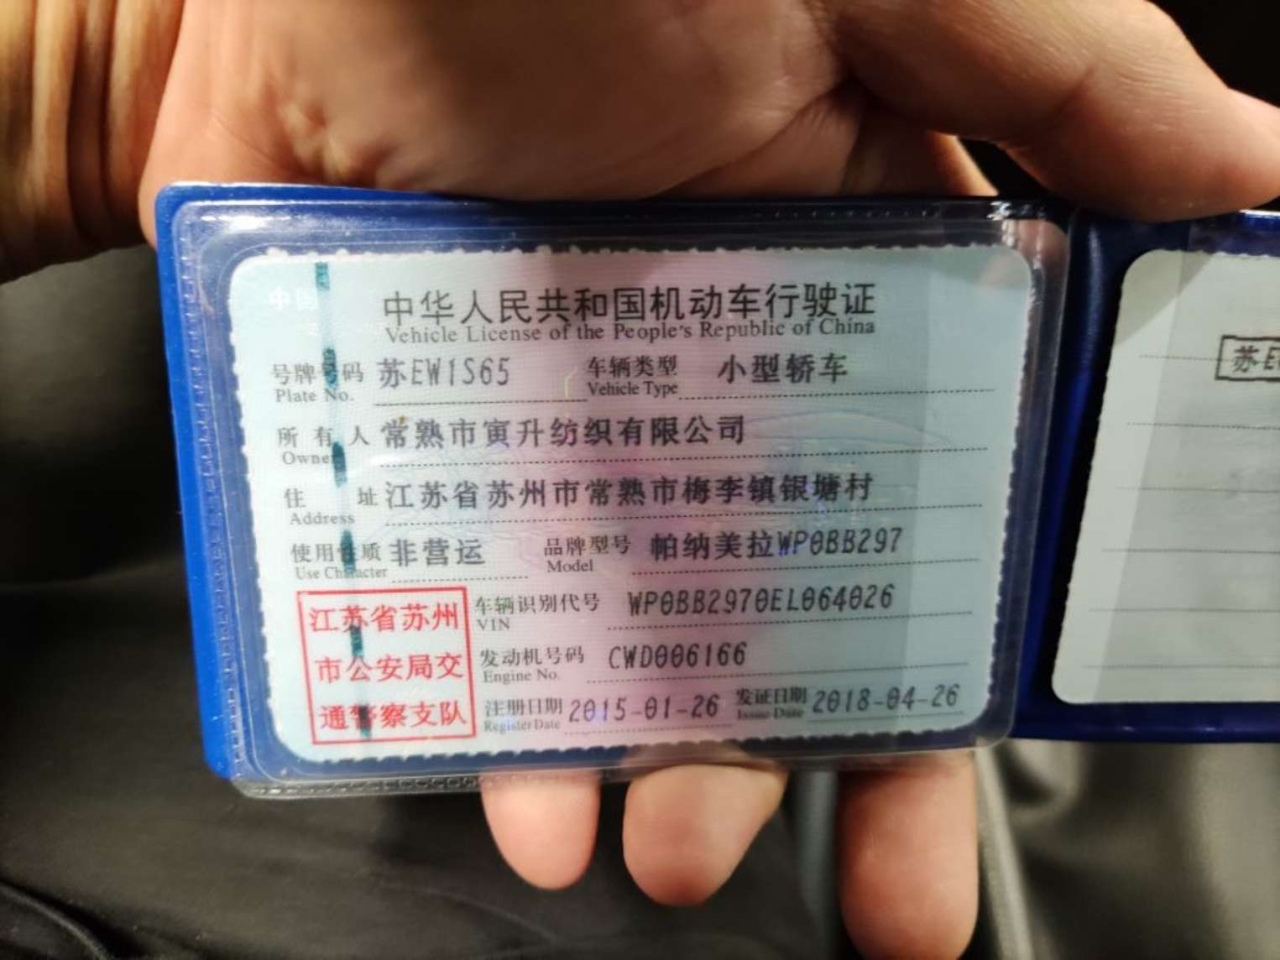 中国
中华人民共和国机动车行驶证
Vehicle License of the People's Republic of China
号牌号码 苏EW1S65 车辆类型 小型轿车
Plate No. Vehicle Type
所有人 常熟市寅升纺织有限公司
Owner
住址 江苏省苏州市常熟市梅李镇银塘村
Address
使用性质 非营运 品牌型号 帕纳美拉WP0BB297
Use Character Model
车辆识别代号 WP0BB2970EL064026
VIN
发动机号码 CWD006166
Engine No.
注册日期 2015-01-26 发证日期 2018-04-26
Register Date Issue Date
江苏省苏州
市公安局交
通警察支队
苏E